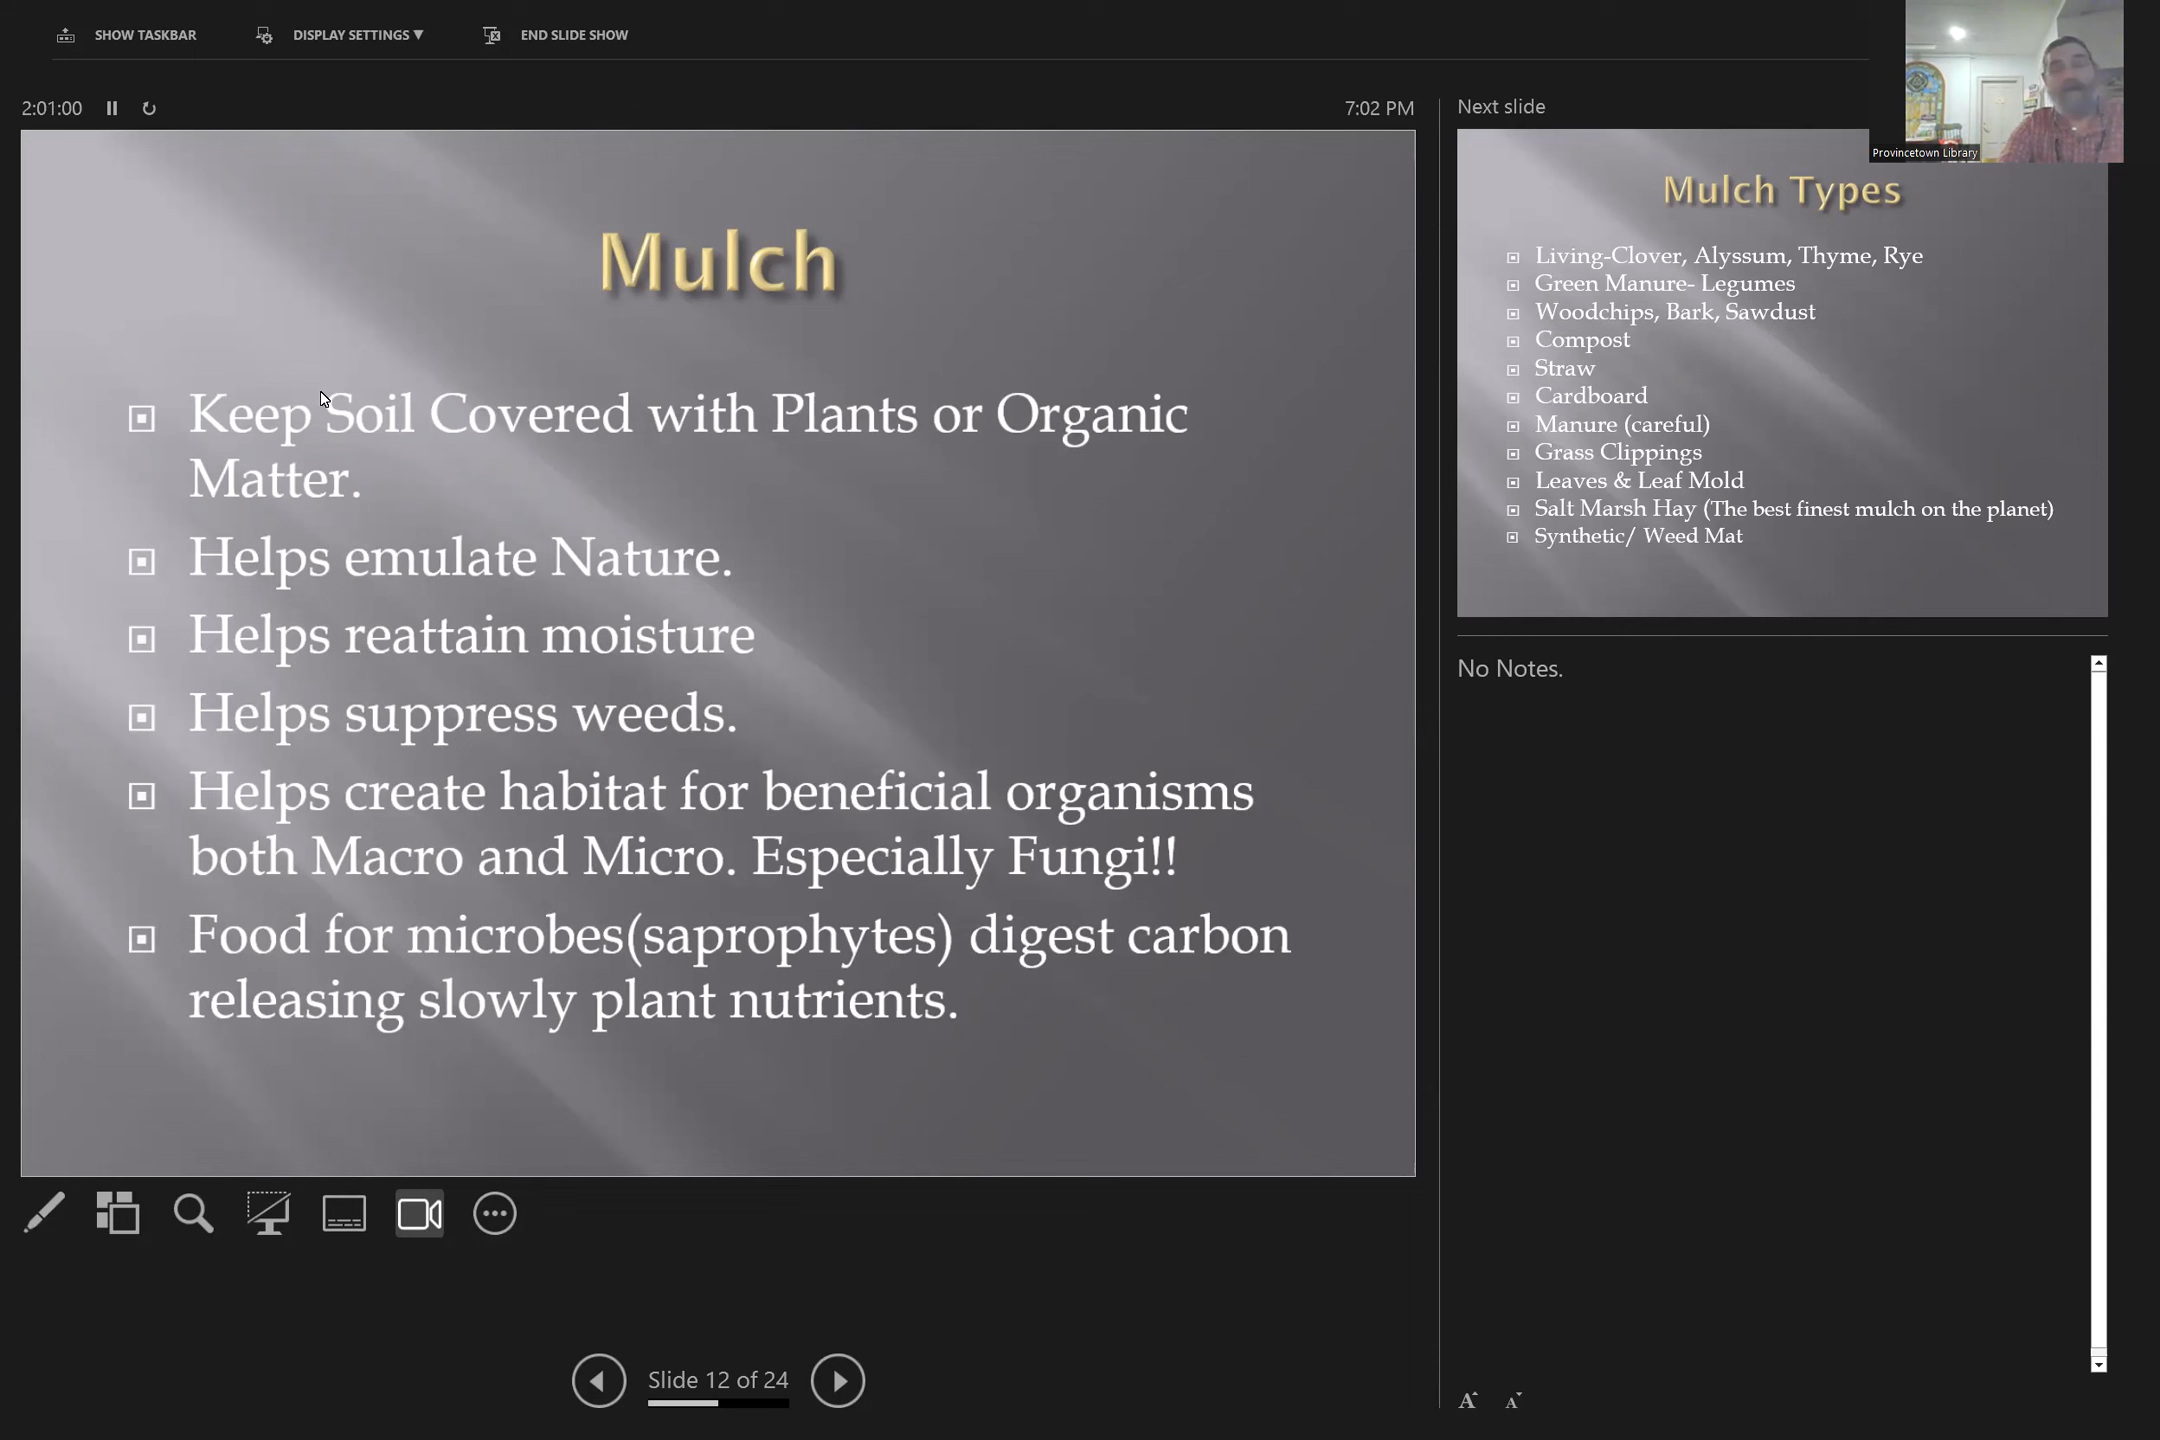 SHOW TASKBAR
DISPLAY SETTINGS ▼
END SLIDE SHOW
2:01:00
7:02 PM
Mulch
Keep Soil Covered with Plants or Organic
Matter.
Helps emulate Nature.
Helps reattain moisture
Helps suppress weeds.
Helps create habitat for beneficial organisms
both Macro and Micro. Especially Fungi!!
Food for microbes(saprophytes) digest carbon
releasing slowly plant nutrients.
Slide 12 of 24
Next slide
Provincetown Library
Mulch Types
Living-Clover, Alyssum, Thyme, Rye
Green Manure- Legumes
Woodchips, Bark, Sawdust
Compost
Straw
Cardboard
Manure (careful)
Grass Clippings
Leaves & Leaf Mold
Salt Marsh Hay (The best finest mulch on the planet)
Synthetic/ Weed Mat
No Notes.
A A